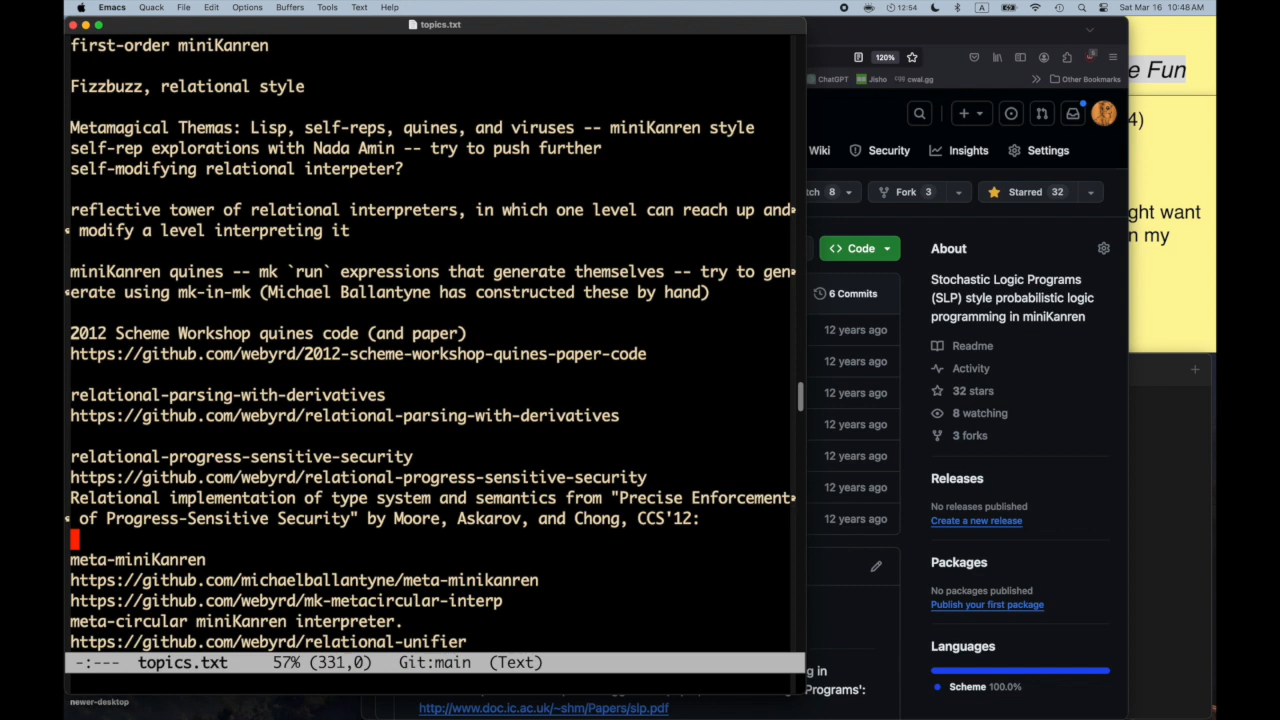 Emacs Quack File Edit Options Buffers Tools Text Help
12:54 A Sat Mar 16 10:48 AM
topics.txt
first-order miniKanren
Fizzbuzz, relational style
Metamagical Themas: Lisp, self-reps, quines, and viruses -- miniKanren style
self-rep explorations with Nada Amin -- try to push further
self-modifying relational interpeter?
reflective tower of relational interpreters, in which one level can reach up and
modify a level interpreting it
miniKanren quines -- mk `run` expressions that generate themselves -- try to gen
erate using mk-in-mk (Michael Ballantyne has constructed these by hand)
2012 Scheme Workshop quines code (and paper)
https://github.com/webyrd/2012-scheme-workshop-quines-paper-code
relational-parsing-with-derivatives
https://github.com/webyrd/relational-parsing-with-derivatives
relational-progress-sensitive-security
https://github.com/webyrd/relational-progress-sensitive-security
Relational implementation of type system and semantics from "Precise Enforcement
of Progress-Sensitive Security" by Moore, Askarov, and Chong, CCS'12:
meta-miniKanren
https://github.com/michaelballantyne/meta-minikanren
https://github.com/webyrd/mk-metacircular-interp
meta-circular miniKanren interpreter.
https://github.com/webyrd/relational-unifier
-:--- topics.txt 57% (331,0) Git:main (Text)
newer-desktop
120%
ChatGPT Jisho cgg cwal.gg >> Other Bookmarks
Wiki Security Insights Settings
tch 8 Fork 3 Starred 32
<> Code
6 Commits
12 years ago
12 years ago
12 years ago
12 years ago
12 years ago
12 years ago
12 years ago
About
Stochastic Logic Programs
(SLP) style probabilistic logic
programming in miniKanren
Readme
Activity
32 stars
8 watching
3 forks
Releases
No releases published
Create a new release
Packages
No packages published
Publish your first package
Languages
Scheme 100.0%
g in
Programs':
http://www.doc.ic.ac.uk/~shm/Papers/slp.pdf
e Fun
4)
ght want
n my